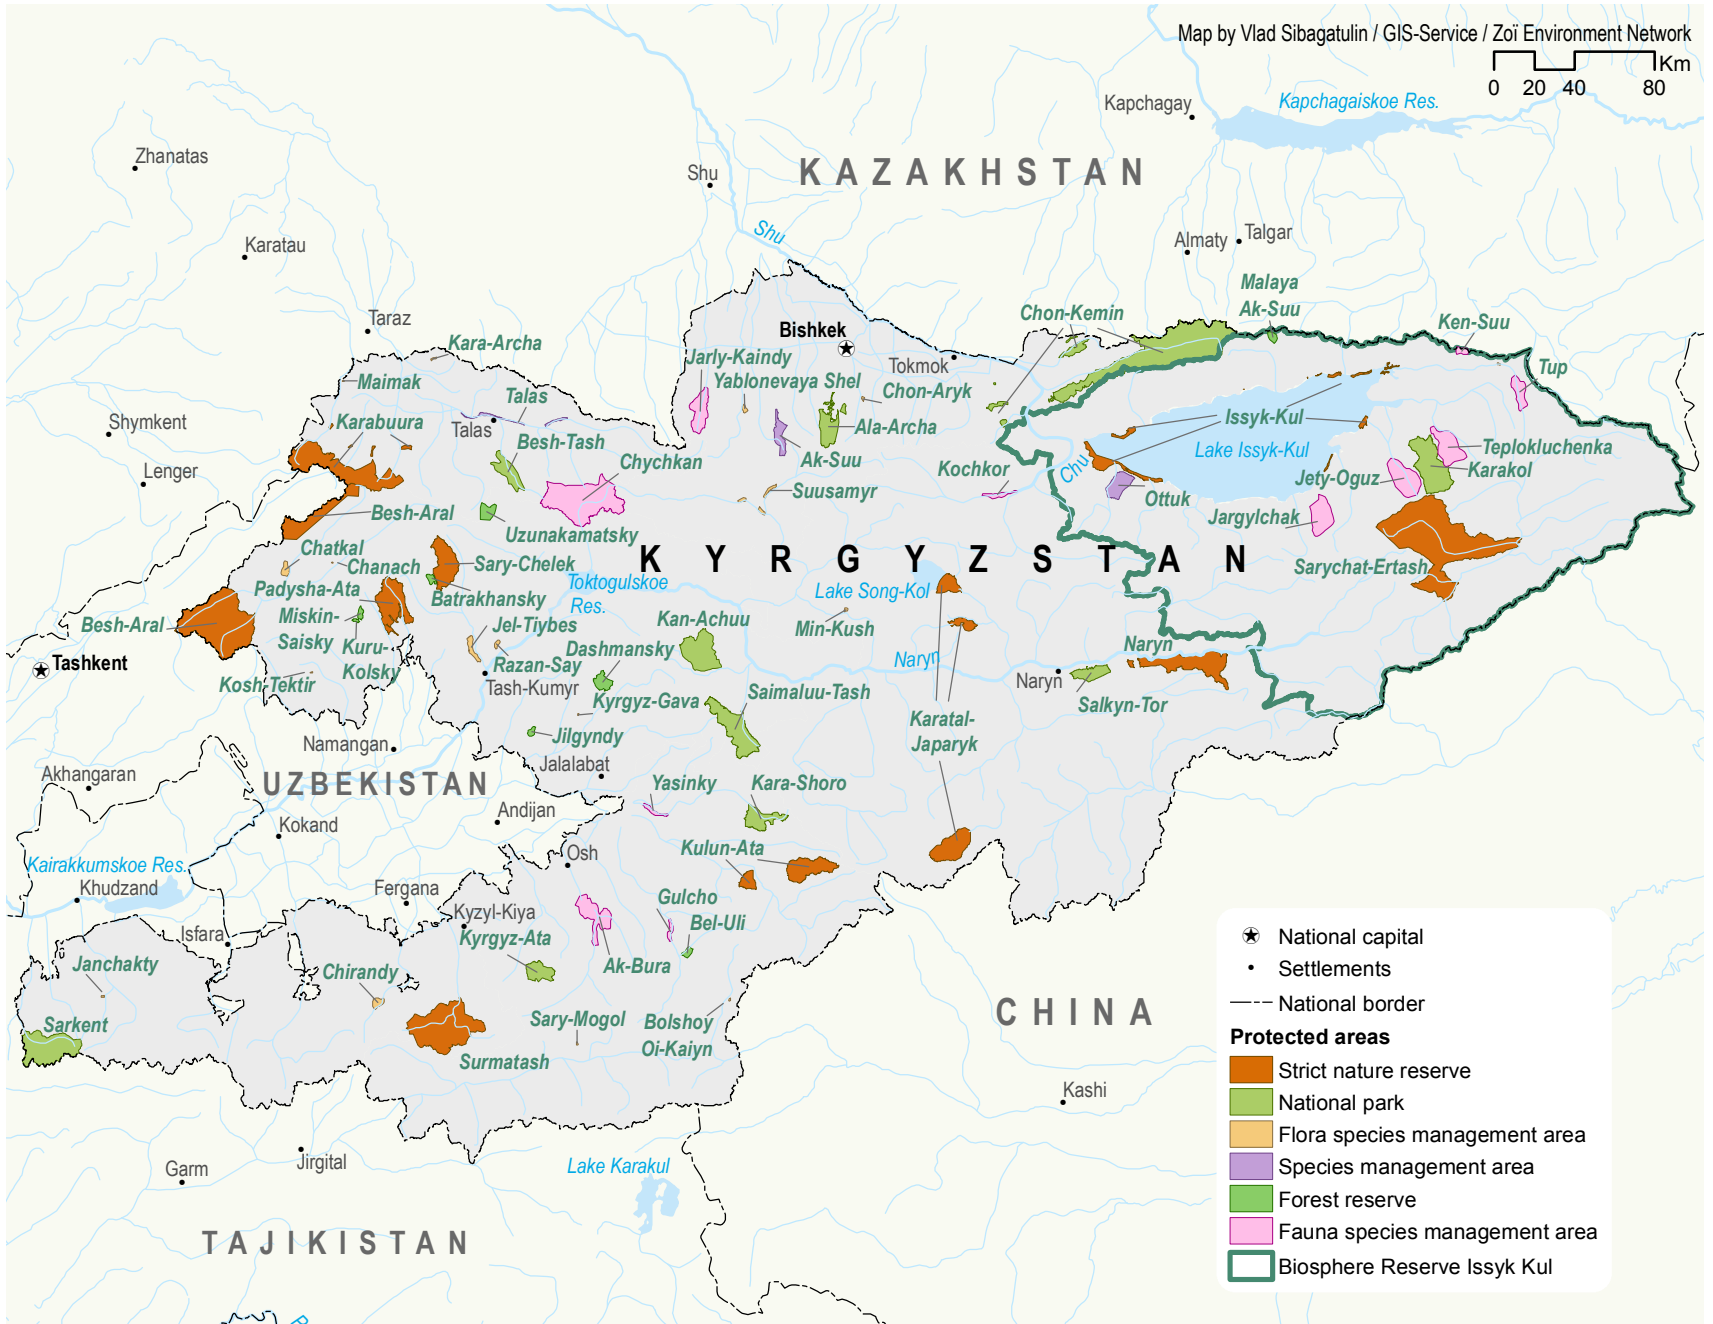 Map by Vlad Sibagatulin / GIS-Service / Zoï Environment Network
Km
0 20 40 80
Kapchagay
Kapchagaiskoe Res.
Zhanatas
KAZAKHSTAN
Shu
Shu
Karatau
Almaty
Talgar
Malaya
Ak-Suu
Chon-Kemin
Ken-Suu
Taraz
Bishkek
Kara-Archa
Jarly-Kaindy
Tokmok
Tup
Maimak
Yablonevaya Shel
Chon-Aryk
Talas
Shymkent
Karabuura
Talas
Ala-Archa
Issyk-Kul
Besh-Tash
Lake Issyk-Kul
Teplokluchenka
Lenger
Chychkan
Ak-Suu
Kochkor
Chu
Karakol
Jety-Oguz
Suusamyr
Ottuk
Besh-Aral
Jargylchak
Uzunakamatsky
Chatkal
KYRGYZSTAN
Chanach
Sary-Chelek
Sarychat-Ertash
Padysha-Ata
Toktogulskoe
Res.
Lake Song-Kol
Batrakhansky
Miskin-
Saisky
Besh-Aral
Jel-Tiybes
Kan-Achuu
Min-Kush
Kuru-
Kolsky
Dashmansky
Naryn
Tashkent
Razan-Say
Naryn
Kosh-Tektir
Tash-Kumyr
Naryn
Saimaluu-Tash
Kyrgyz-Gava
Salkyn-Tor
Karatal-
Japaryk
Jilgyndy
Namangan
Jalalabat
Akhangaran
UZBEKISTAN
Yasinky
Kara-Shoro
Andijan
Kokand
Kulun-Ata
Osh
Kairakkumskoe Res.
Khudzand
Fergana
Gulcho
Kyzyl-Kiya
Bel-Uli
Isfara
Kyrgyz-Ata
Ak-Bura
Janchakty
Chirandy
Sary-Mogol
Bolshoy
Oi-Kaiyn
CHINA
Sarkent
Surmatash
Kashi
Jirgital
Garm
Lake Karakul
TAJIKISTAN
National capital
Settlements
National border
Protected areas
Strict nature reserve
National park
Flora species management area
Species management area
Forest reserve
Fauna species management area
Biosphere Reserve Issyk Kul